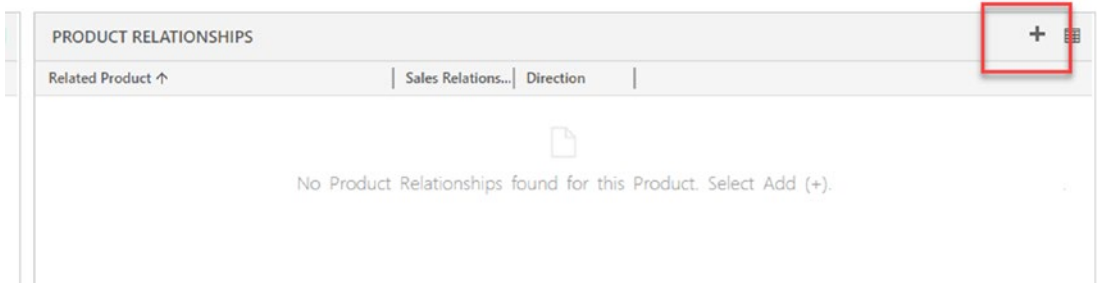 PRODUCT RELATIONSHIPS +
Related Product ↑ Sales Relations... Direction
No Product Relationships found for this Product. Select Add (+).